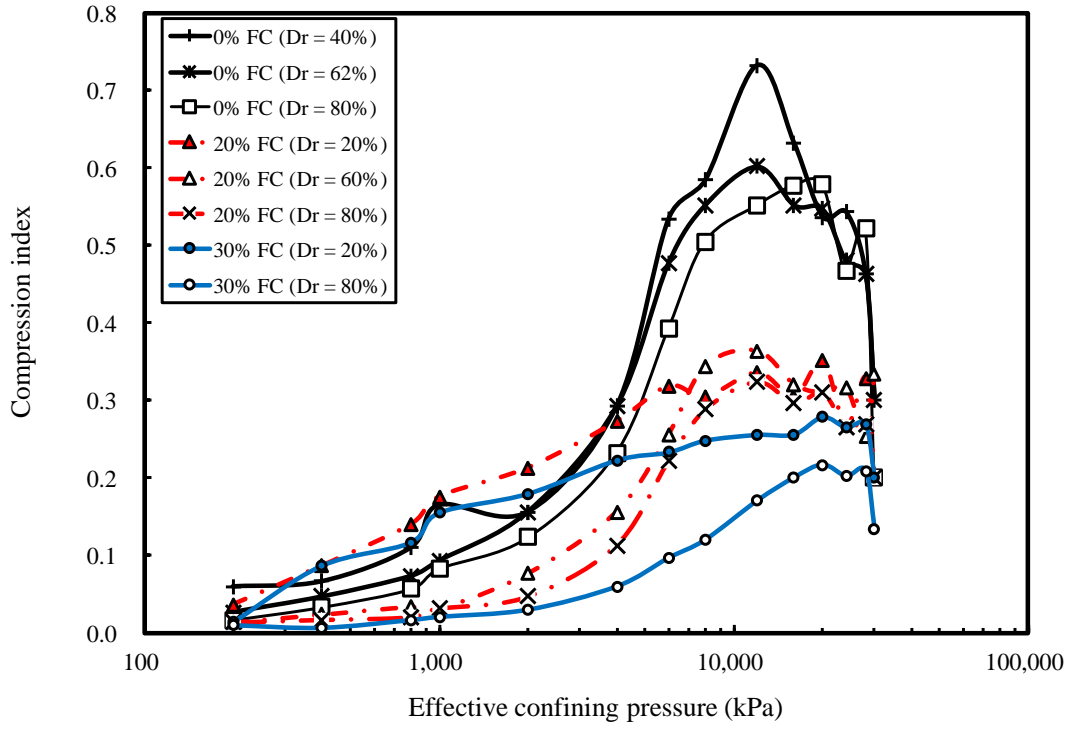 0.8
0.7
0.6
0.5
0.4
0.3
0.2
0.1
0.0
Compression index
0% FC (Dr = 40%)
0% FC (Dr = 62%)
0% FC (Dr = 80%)
20% FC (Dr = 20%)
20% FC (Dr = 60%)
20% FC (Dr = 80%)
30% FC (Dr = 20%)
30% FC (Dr = 80%)
100 1,000 10,000 100,000
Effective confining pressure (kPa)